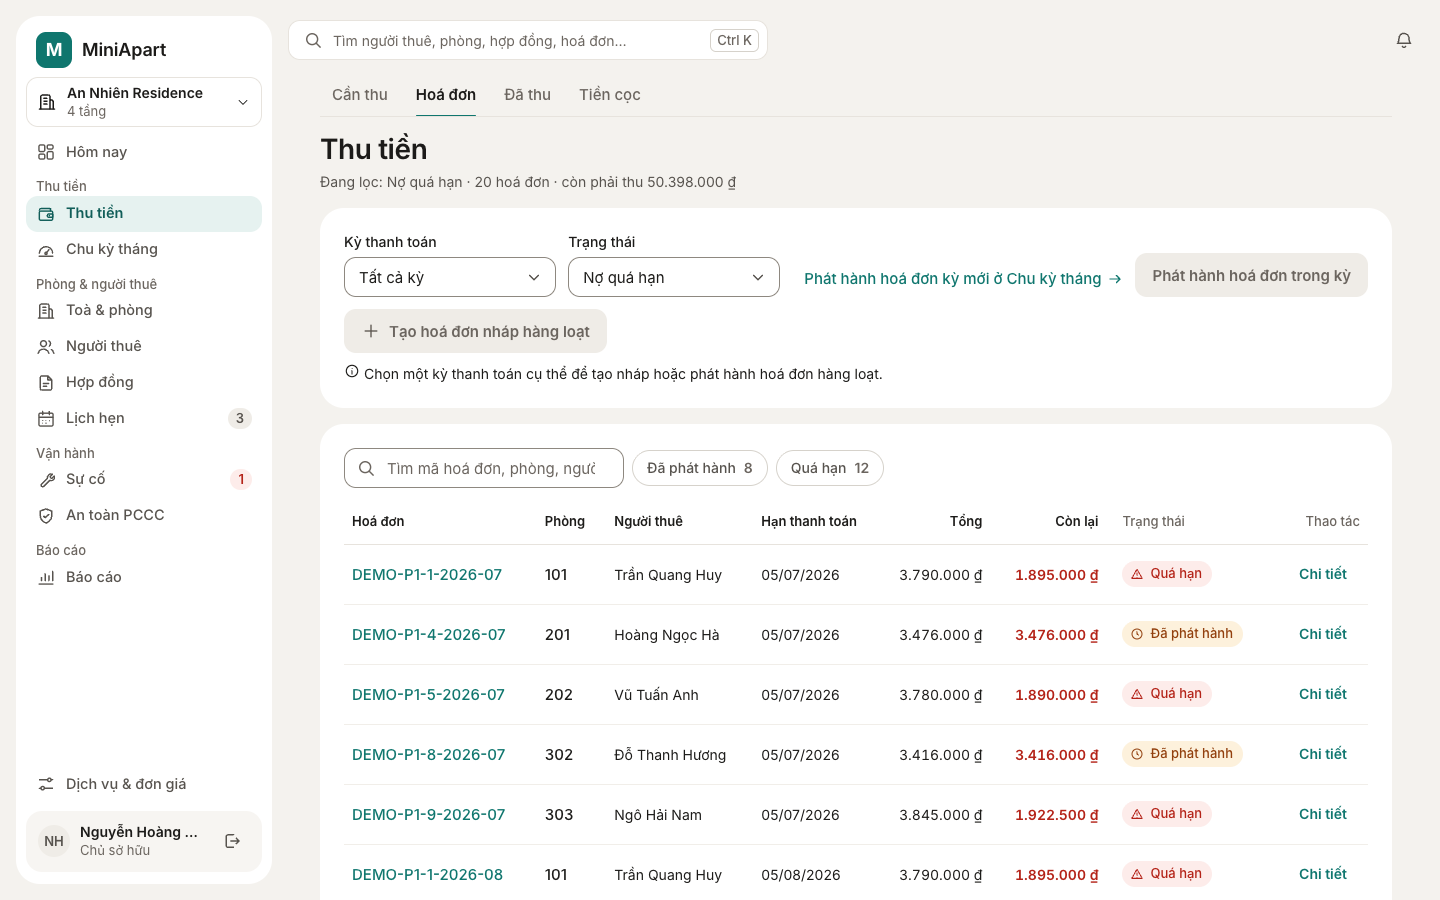 M MiniApart
An Nhiên Residence
4 tầng
Hôm nay
Thu tiền
Thu tiền
Chu kỳ tháng
Phòng & người thuê
Toà & phòng
Người thuê
Hợp đồng
Lịch hẹn 3
Vận hành
Sự cố 1
An toàn PCCC
Báo cáo
Báo cáo
Dịch vụ & đơn giá
NH Nguyễn Hoàng ...
Chủ sở hữu
Tìm người thuê, phòng, hợp đồng, hoá đơn... Ctrl K
Cần thu Hoá đơn Đã thu Tiền cọc
Thu tiền
Đang lọc: Nợ quá hạn · 20 hoá đơn · còn phải thu 50.398.000 ₫
Kỳ thanh toán Trạng thái
Tất cả kỳ Nợ quá hạn Phát hành hoá đơn kỳ mới ở Chu kỳ tháng → Phát hành hoá đơn trong kỳ
+ Tạo hoá đơn nháp hàng loạt
Chọn một kỳ thanh toán cụ thể để tạo nháp hoặc phát hành hoá đơn hàng loạt.
Tìm mã hoá đơn, phòng, ngườ Đã phát hành 8 Quá hạn 12
Hoá đơn Phòng Người thuê Hạn thanh toán Tổng Còn lại Trạng thái Thao tác
DEMO-P1-1-2026-07 101 Trần Quang Huy 05/07/2026 3.790.000 ₫ 1.895.000 ₫ Quá hạn Chi tiết
DEMO-P1-4-2026-07 201 Hoàng Ngọc Hà 05/07/2026 3.476.000 ₫ 3.476.000 ₫ Đã phát hành Chi tiết
DEMO-P1-5-2026-07 202 Vũ Tuấn Anh 05/07/2026 3.780.000 ₫ 1.890.000 ₫ Quá hạn Chi tiết
DEMO-P1-8-2026-07 302 Đỗ Thanh Hương 05/07/2026 3.416.000 ₫ 3.416.000 ₫ Đã phát hành Chi tiết
DEMO-P1-9-2026-07 303 Ngô Hải Nam 05/07/2026 3.845.000 ₫ 1.922.500 ₫ Quá hạn Chi tiết
DEMO-P1-1-2026-08 101 Trần Quang Huy 05/08/2026 3.790.000 ₫ 1.895.000 ₫ Quá hạn Chi tiết